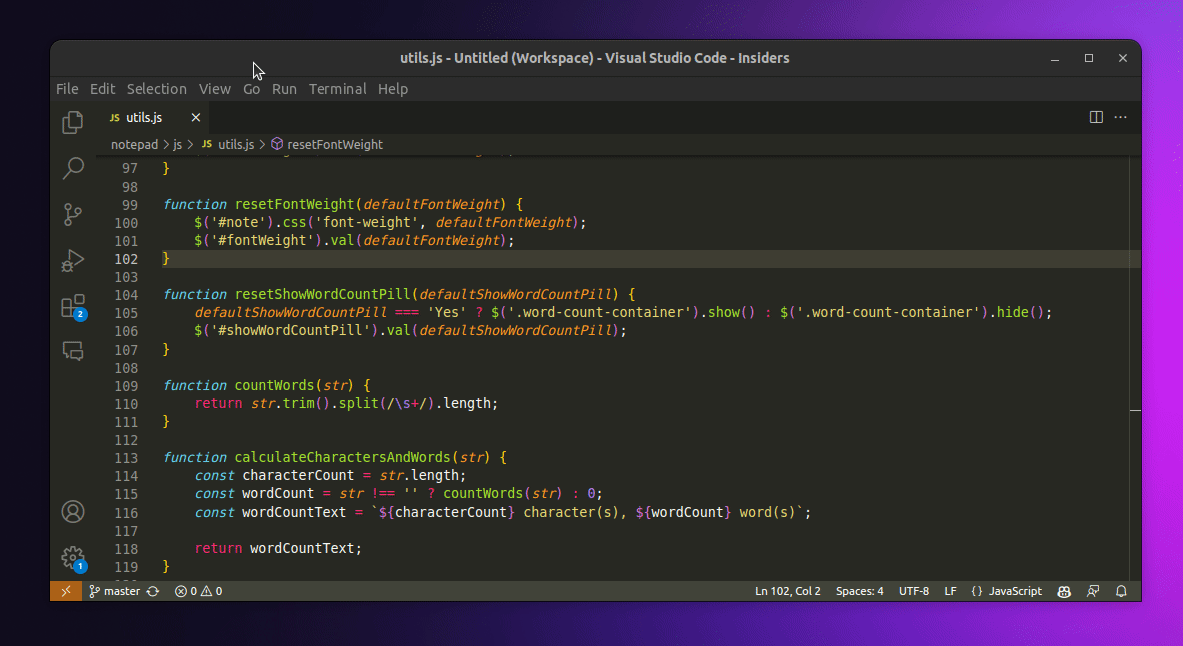 utils.js - Untitled (Workspace) - Visual Studio Code - Insiders
File Edit Selection View Go Run Terminal Help
JS utils.js
notepad > js > JS utils.js > resetFontWeight
97 }
98
99 function resetFontWeight(defaultFontWeight) {
100     $('#note').css('font-weight', defaultFontWeight);
101     $('#fontWeight').val(defaultFontWeight);
102 }
103
104 function resetShowWordCountPill(defaultShowWordCountPill) {
105     defaultShowWordCountPill === 'Yes' ? $('.word-count-container').show() : $('.word-count-container').hide();
106     $('#showWordCountPill').val(defaultShowWordCountPill);
107 }
108
109 function countWords(str) {
110     return str.trim().split(/\s+/).length;
111 }
112
113 function calculateCharactersAndWords(str) {
114     const characterCount = str.length;
115     const wordCount = str !== '' ? countWords(str) : 0;
116     const wordCountText = `${characterCount} character(s), ${wordCount} word(s)`;
117
118     return wordCountText;
119 }
2
1
master 0 0 Ln 102, Col 2 Spaces: 4 UTF-8 LF {} JavaScript